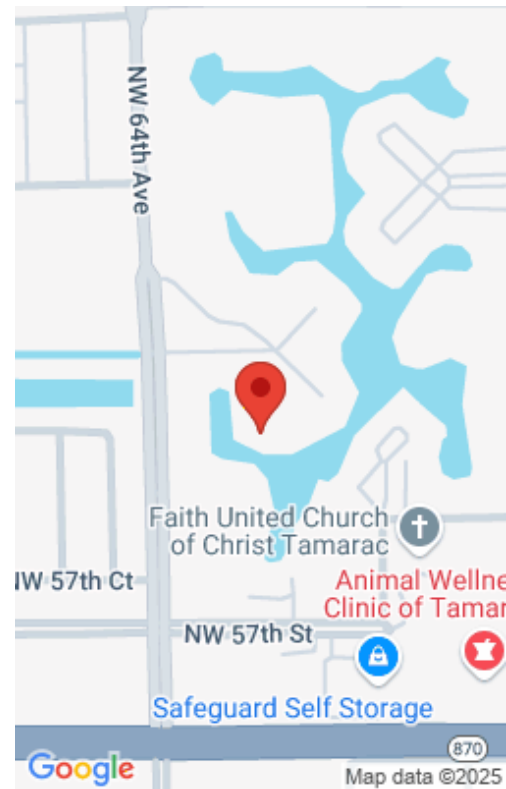 NW 64th Ave
Faith United Church
of Christ Tamarac
NW 57th Ct
Animal Wellne
Clinic of Tamar
NW 57th St
Safeguard Self Storage
870
Google
Map data ©2025